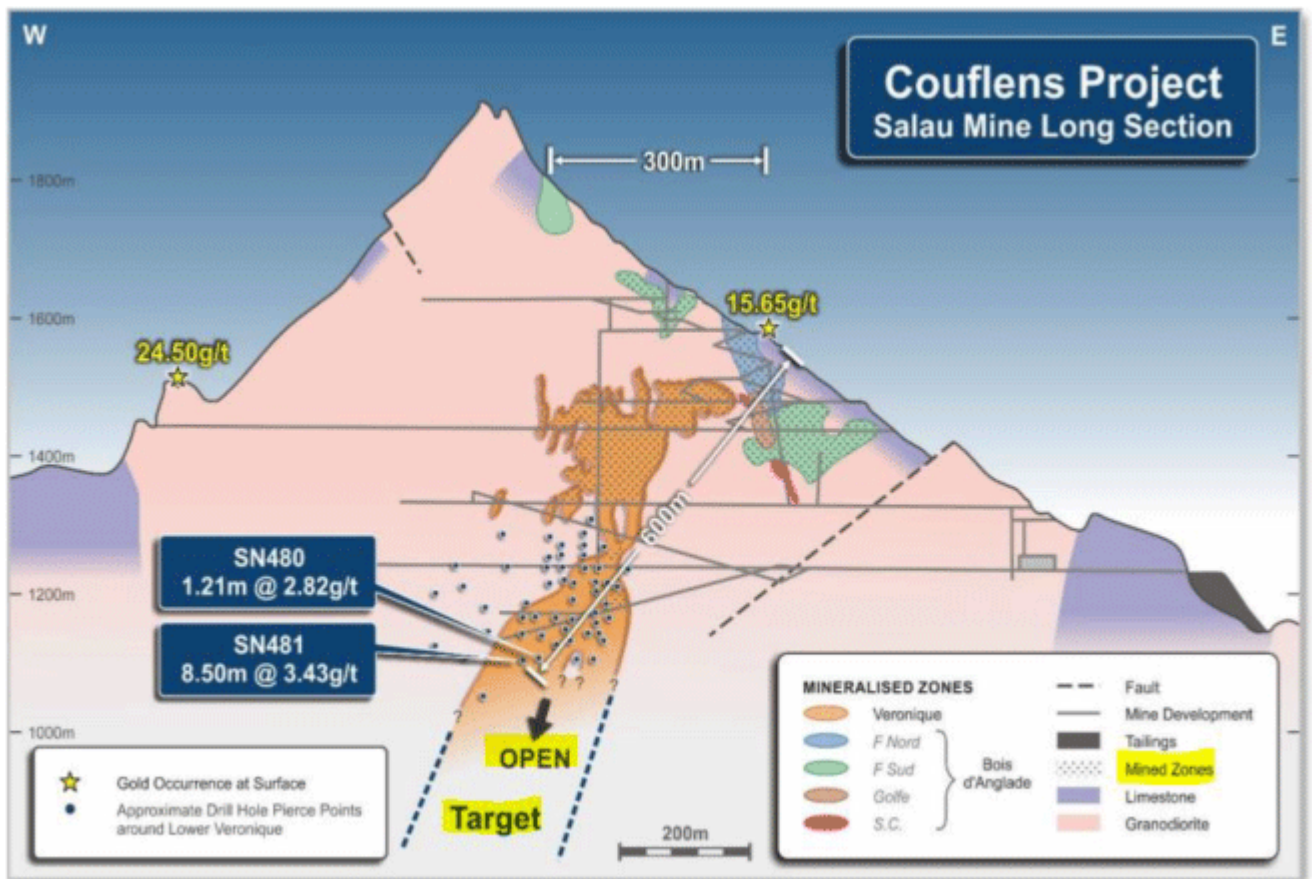 W
E
Couflens Project
Salau Mine Long Section
300m
1800m
15.65g/t
1600m
24.50g/t
1400m
600m
SN480
1.21m @ 2.82g/t
1200m
SN481
8.50m @ 3.43g/t
? ? ?
?
1000m
OPEN
Target
200m
Gold Occurrence at Surface
Approximate Drill Hole Pierce Points
around Lower Veronique
MINERALISED ZONES
Veronique
F Nord
F Sud
Golfe
S.C.
Bois
d'Anglade
Fault
Mine Development
Tailings
Mined Zones
Limestone
Granodiorite